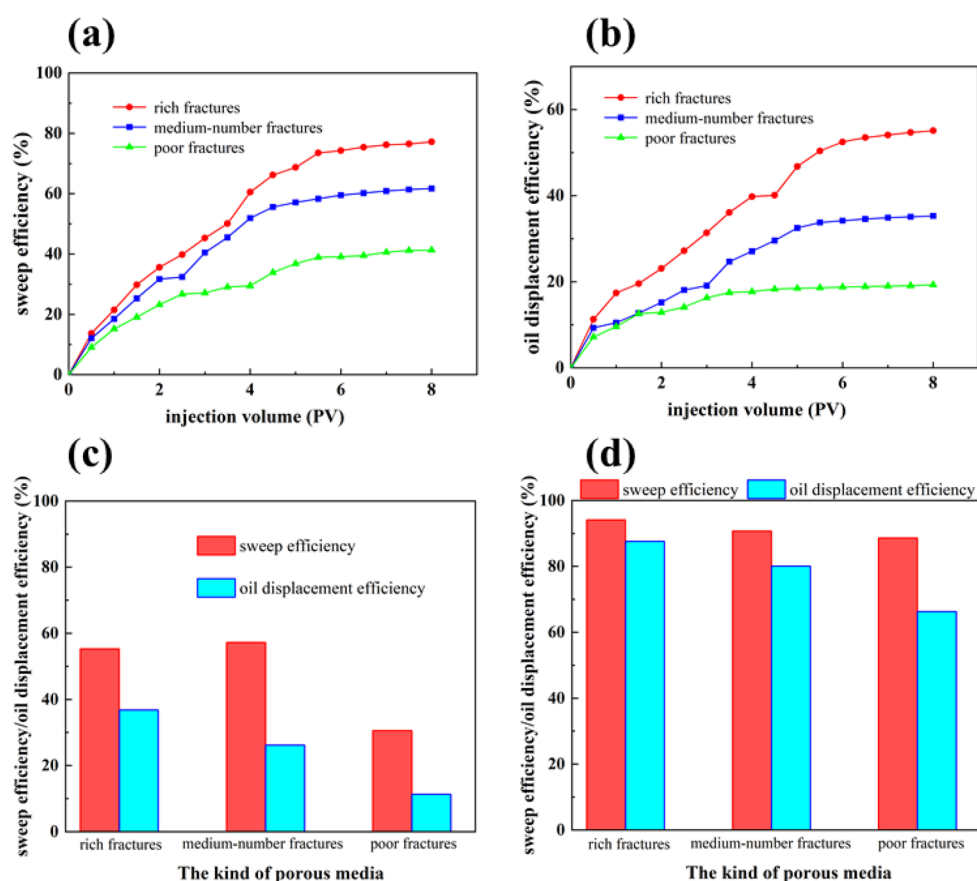 (a)
100
80
60
40
20
0
sweep efficiency (%)
rich fractures
medium-number fractures
poor fractures
0 2 4 6 8
injection volume (PV)
(b)
60
40
20
0
oil displacement efficiency (%)
rich fractures
medium-number fractures
poor fractures
0 2 4 6 8
injection volume (PV)
(c)
100
80
60
40
20
0
sweep efficiency/oil displacement efficiency (%)
sweep efficiency
oil displacement efficiency
rich fractures medium-number fractures poor fractures
The kind of porous media
(d)
sweep efficiency oil displacement efficiency
100
80
60
40
20
0
sweep efficiency/oil displacement efficiency (%)
rich fractures medium-number fractures poor fractures
The kind of porous media